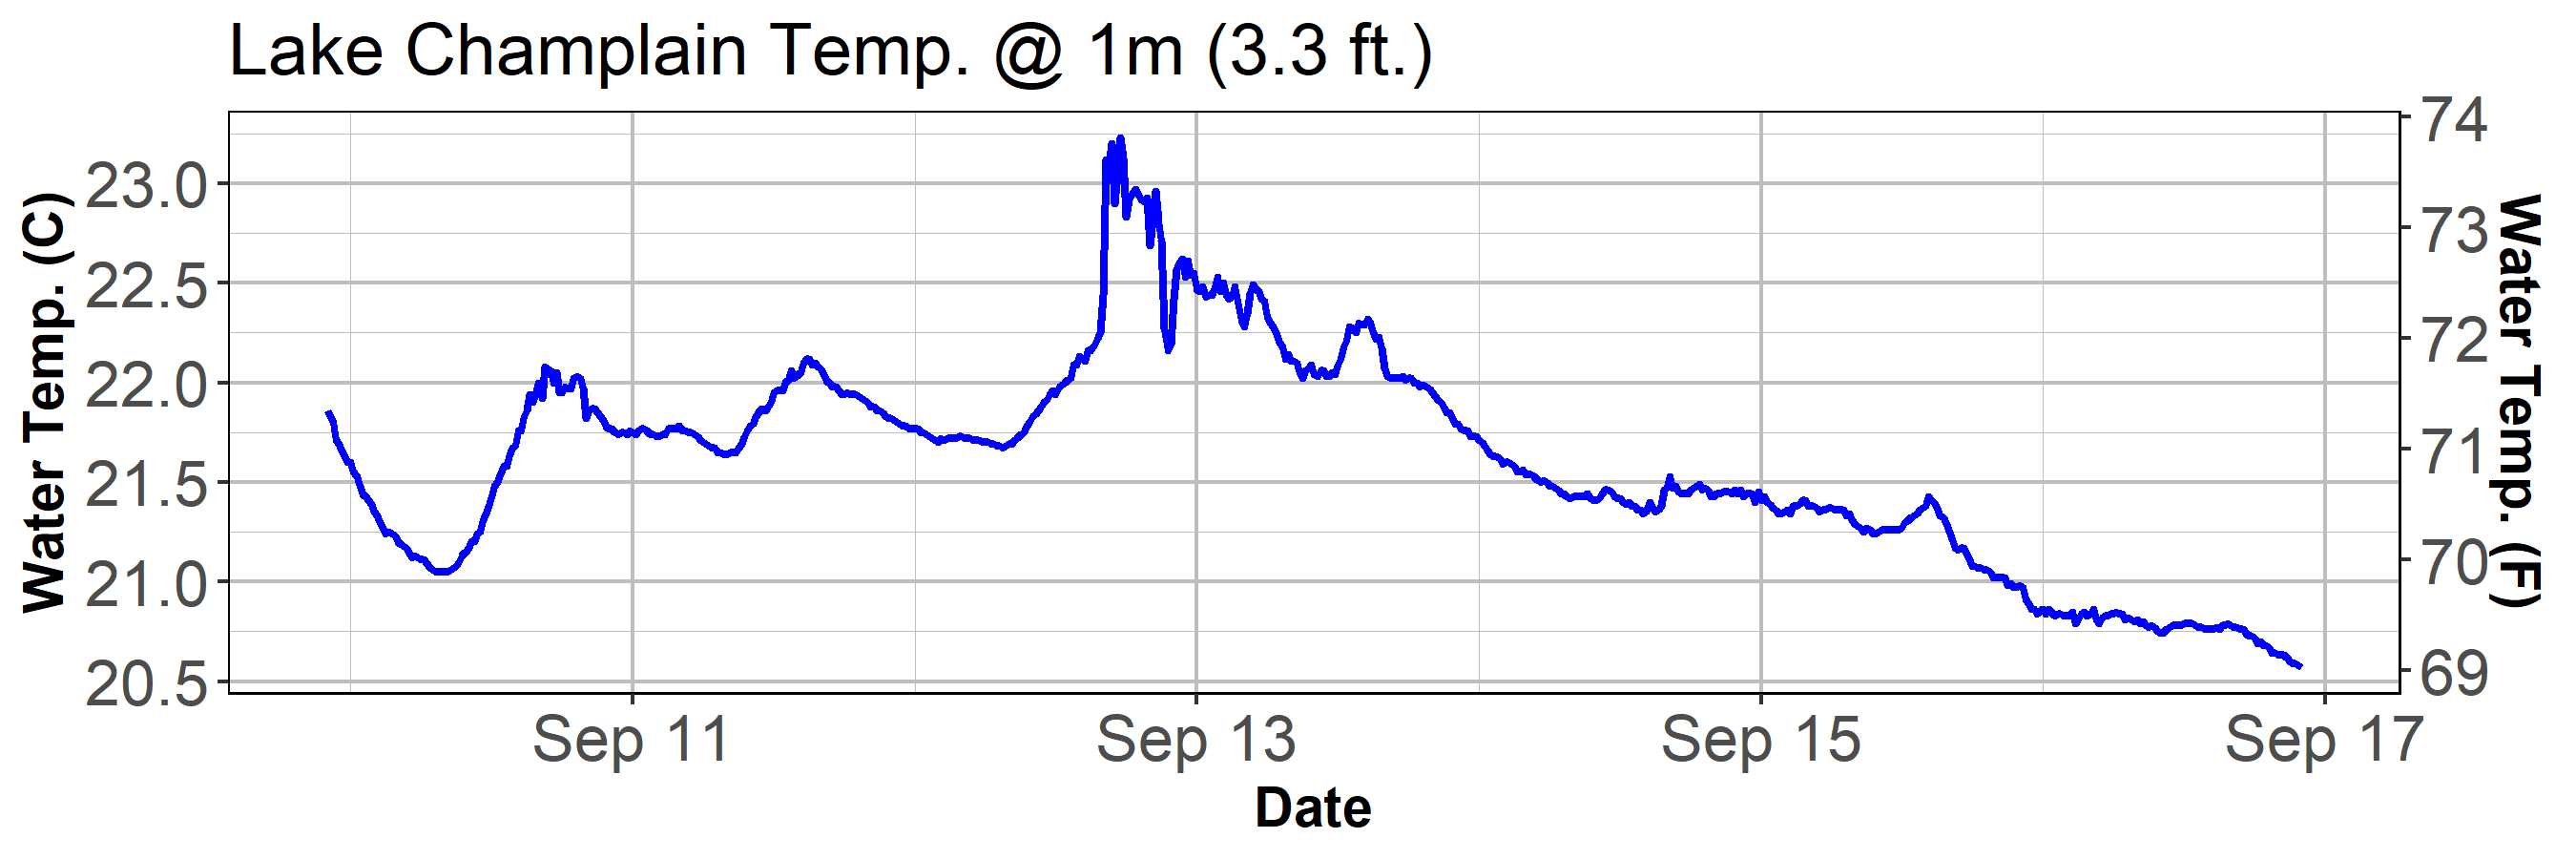 Lake Champlain Temp. @ 1m (3.3 ft.)
Water Temp. (C)
23.0
22.5
22.0
21.5
21.0
20.5
74
73
72
71
70
69
Water Temp. (F)
Sep 11
Sep 13
Sep 15
Sep 17
Date